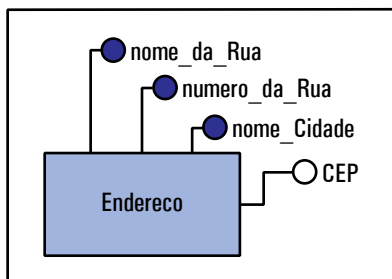 nome_da_Rua
numero_da_Rua
nome_Cidade
CEP
Endereco